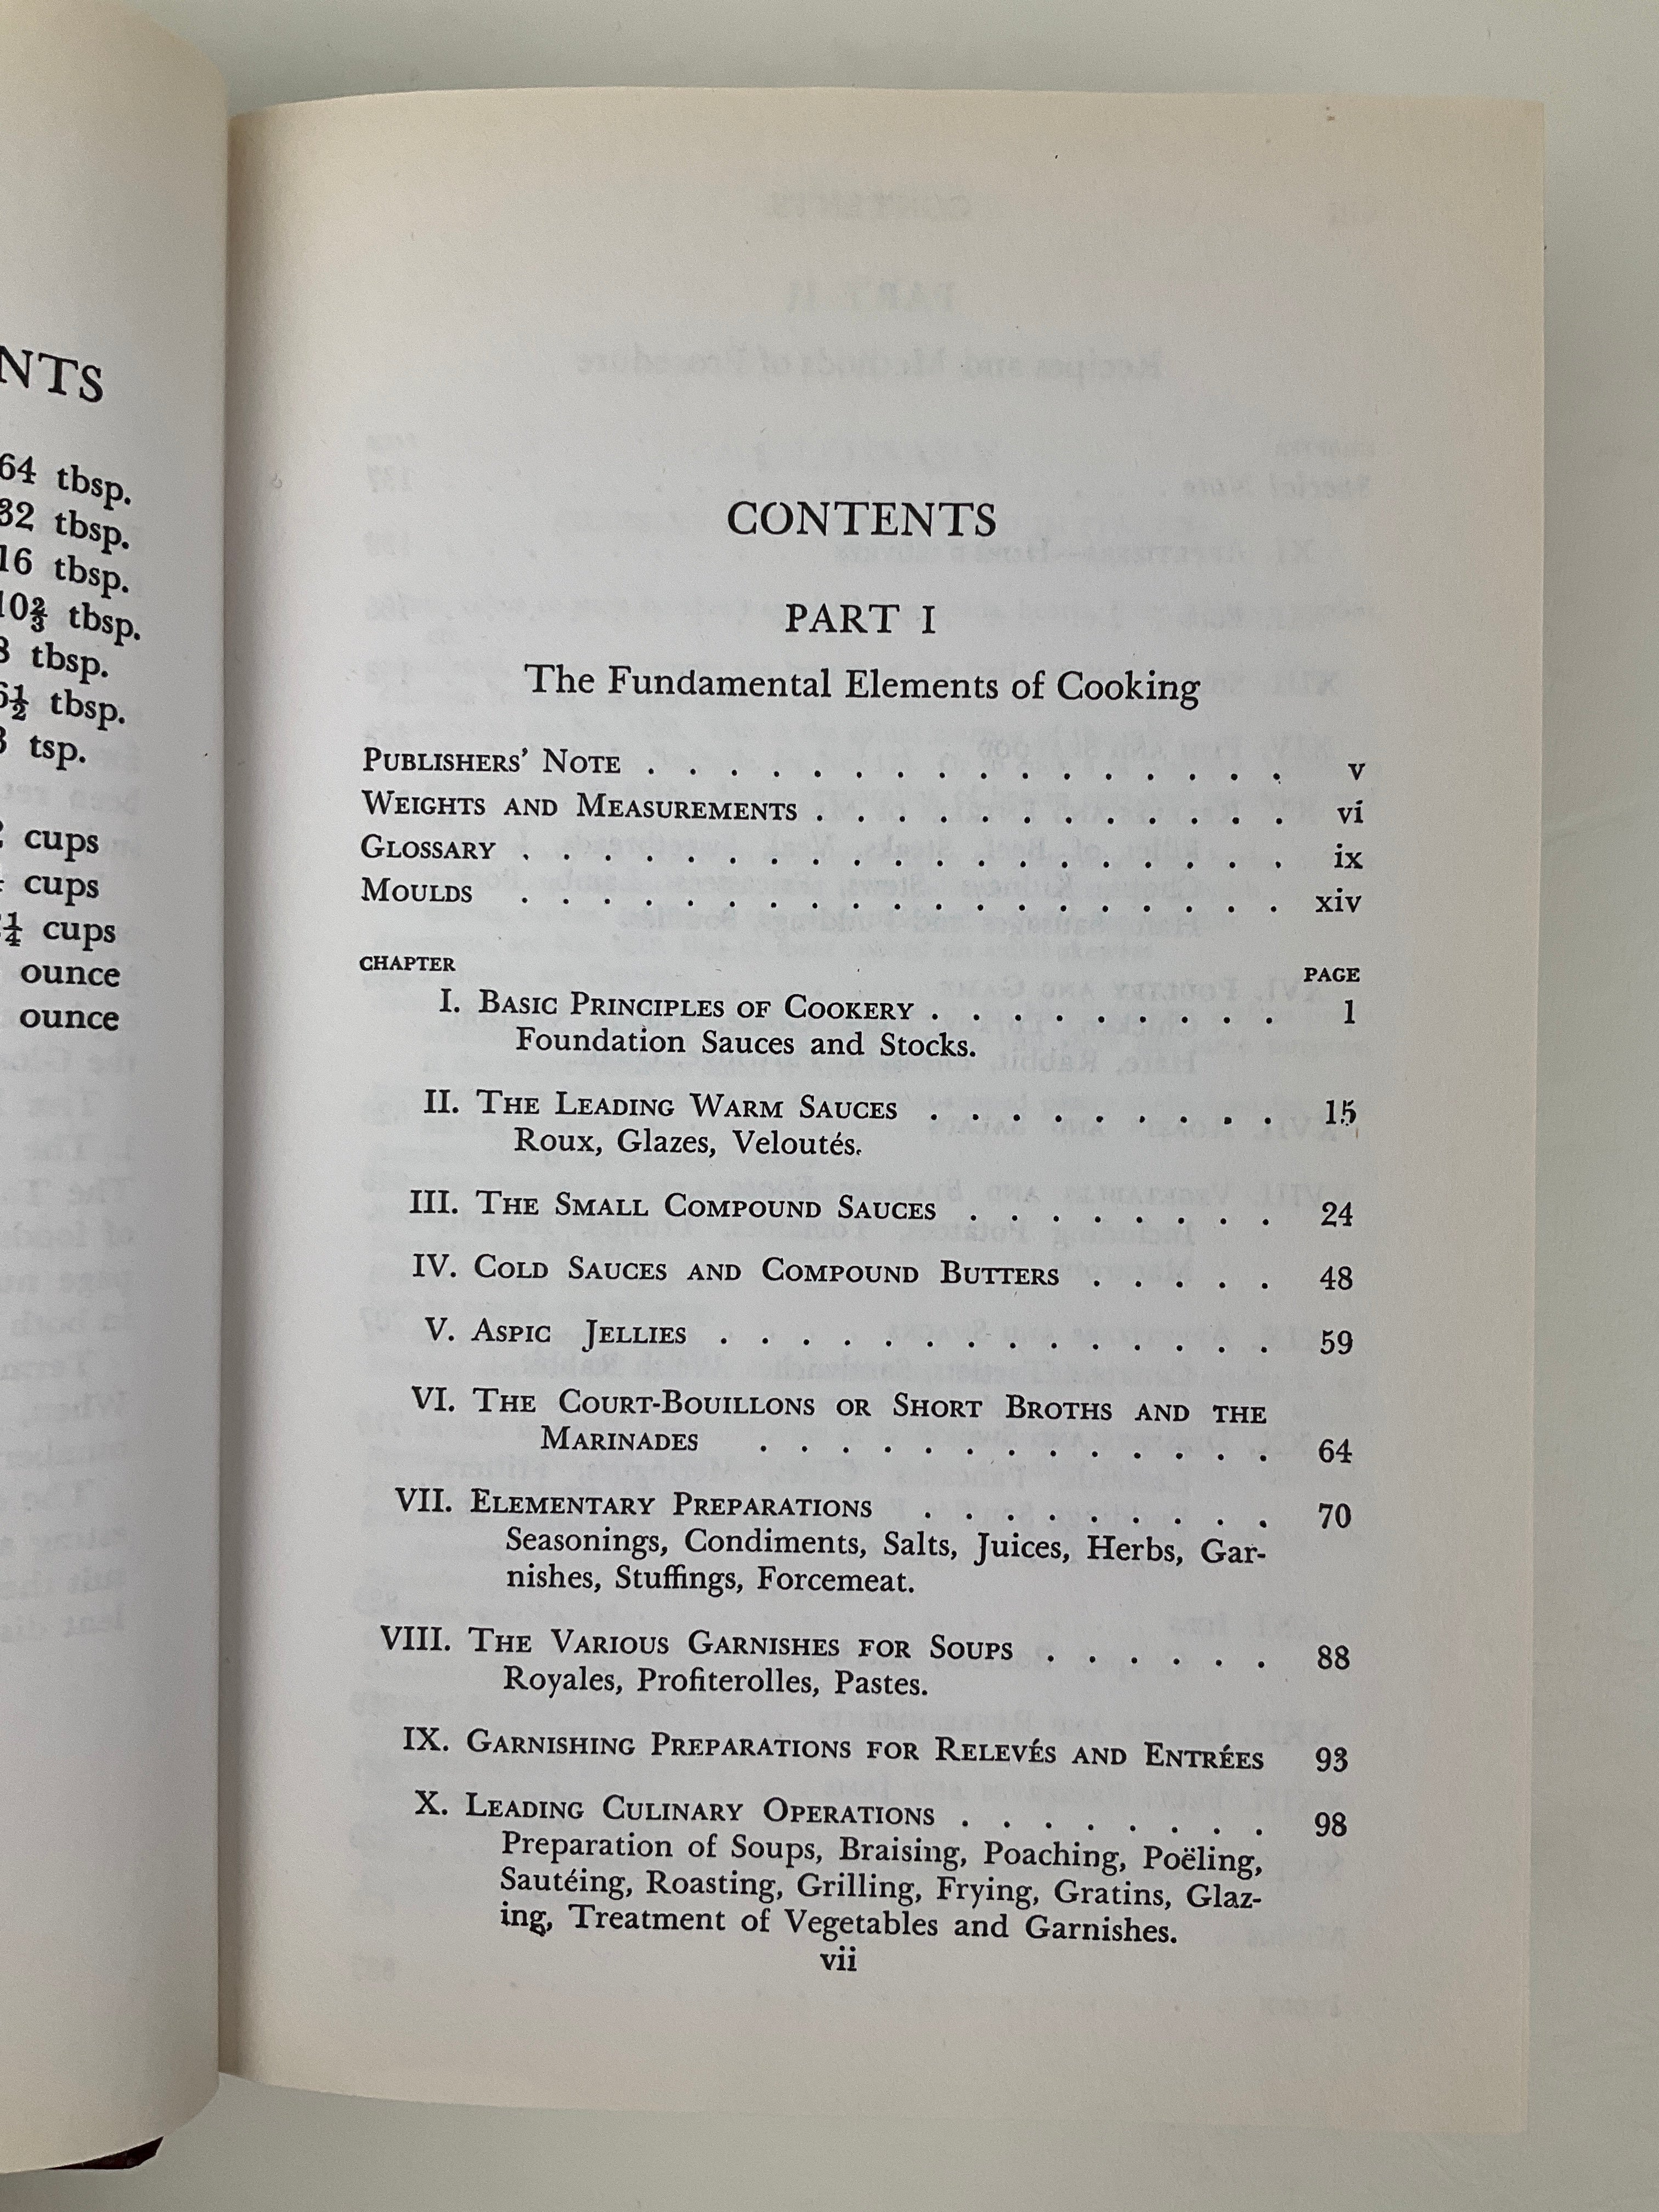 NTS
64 tbsp.
32 tbsp.
16 tbsp.
10⅔ tbsp.
8 tbsp.
tbsp.
tsp.
cups
cups
cups
ounce
ounce
CONTENTS
PART I
The Fundamental Elements of Cooking
PUBLISHERS' NOTE . . . . . . . . . . . . . . . . v
WEIGHTS AND MEASUREMENTS . . . . . . . . . . . . vi
GLOSSARY . . . . . . . . . . . . . . . . . . . ix
MOULDS . . . . . . . . . . . . . . . . . . . xiv
CHAPTER PAGE
I. BASIC PRINCIPLES OF COOKERY . . . . . . . . . 1
Foundation Sauces and Stocks.
II. THE LEADING WARM SAUCES . . . . . . . . . 15
Roux, Glazes, Veloutés.
III. THE SMALL COMPOUND SAUCES . . . . . . . . 24
IV. COLD SAUCES AND COMPOUND BUTTERS . . . . . 48
V. ASPIC JELLIES . . . . . . . . . . . . . . 59
VI. THE COURT-BOUILLONS OR SHORT BROTHS AND THE
MARINADES . . . . . . . . . . . . . 64
VII. ELEMENTARY PREPARATIONS . . . . . . . . . 70
Seasonings, Condiments, Salts, Juices, Herbs, Gar-
nishes, Stuffings, Forcemeat.
VIII. THE VARIOUS GARNISHES FOR SOUPS . . . . . . 88
Royales, Profiterolles, Pastes.
IX. GARNISHING PREPARATIONS FOR RELEVÉS AND ENTRÉES 93
X. LEADING CULINARY OPERATIONS . . . . . . . . 98
Preparation of Soups, Braising, Poaching, Poëling,
Sautéing, Roasting, Grilling, Frying, Gratins, Glaz-
ing, Treatment of Vegetables and Garnishes.
vii